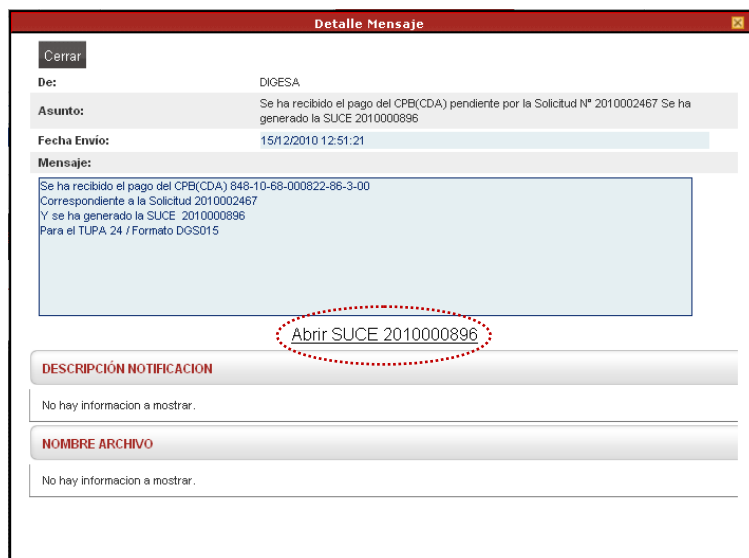 Detalle Mensaje
Cerrar
De: DIGESA
Asunto: Se ha recibido el pago del CPB(CDA) pendiente por la Solicitud N° 2010002467 Se ha
generado la SUCE 2010000896
Fecha Envío: 15/12/2010 12:51:21
Mensaje:
Se ha recibido el pago del CPB(CDA) 848-10-68-000822-86-3-00
Correspondiente a la Solicitud 2010002467
Y se ha generado la SUCE 2010000896
Para el TUPA 24 / Formato DGS015
Abrir SUCE 2010000896
DESCRIPCIÓN NOTIFICACION
No hay informacion a mostrar.
NOMBRE ARCHIVO
No hay informacion a mostrar.